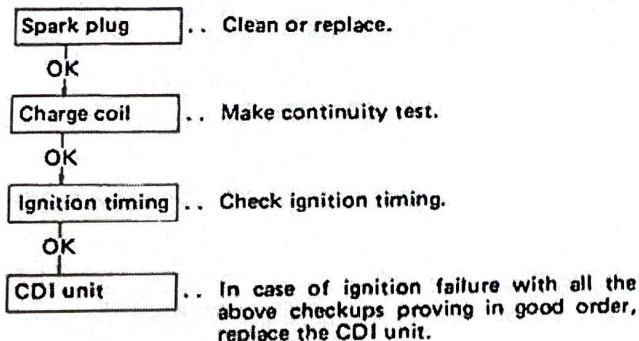 Spark plug .. Clean or replace.
OK
Charge coil .. Make continuity test.
OK
Ignition timing .. Check ignition timing.
OK
CDI unit .. In case of ignition failure with all the
above checkups proving in good order,
replace the CDI unit.